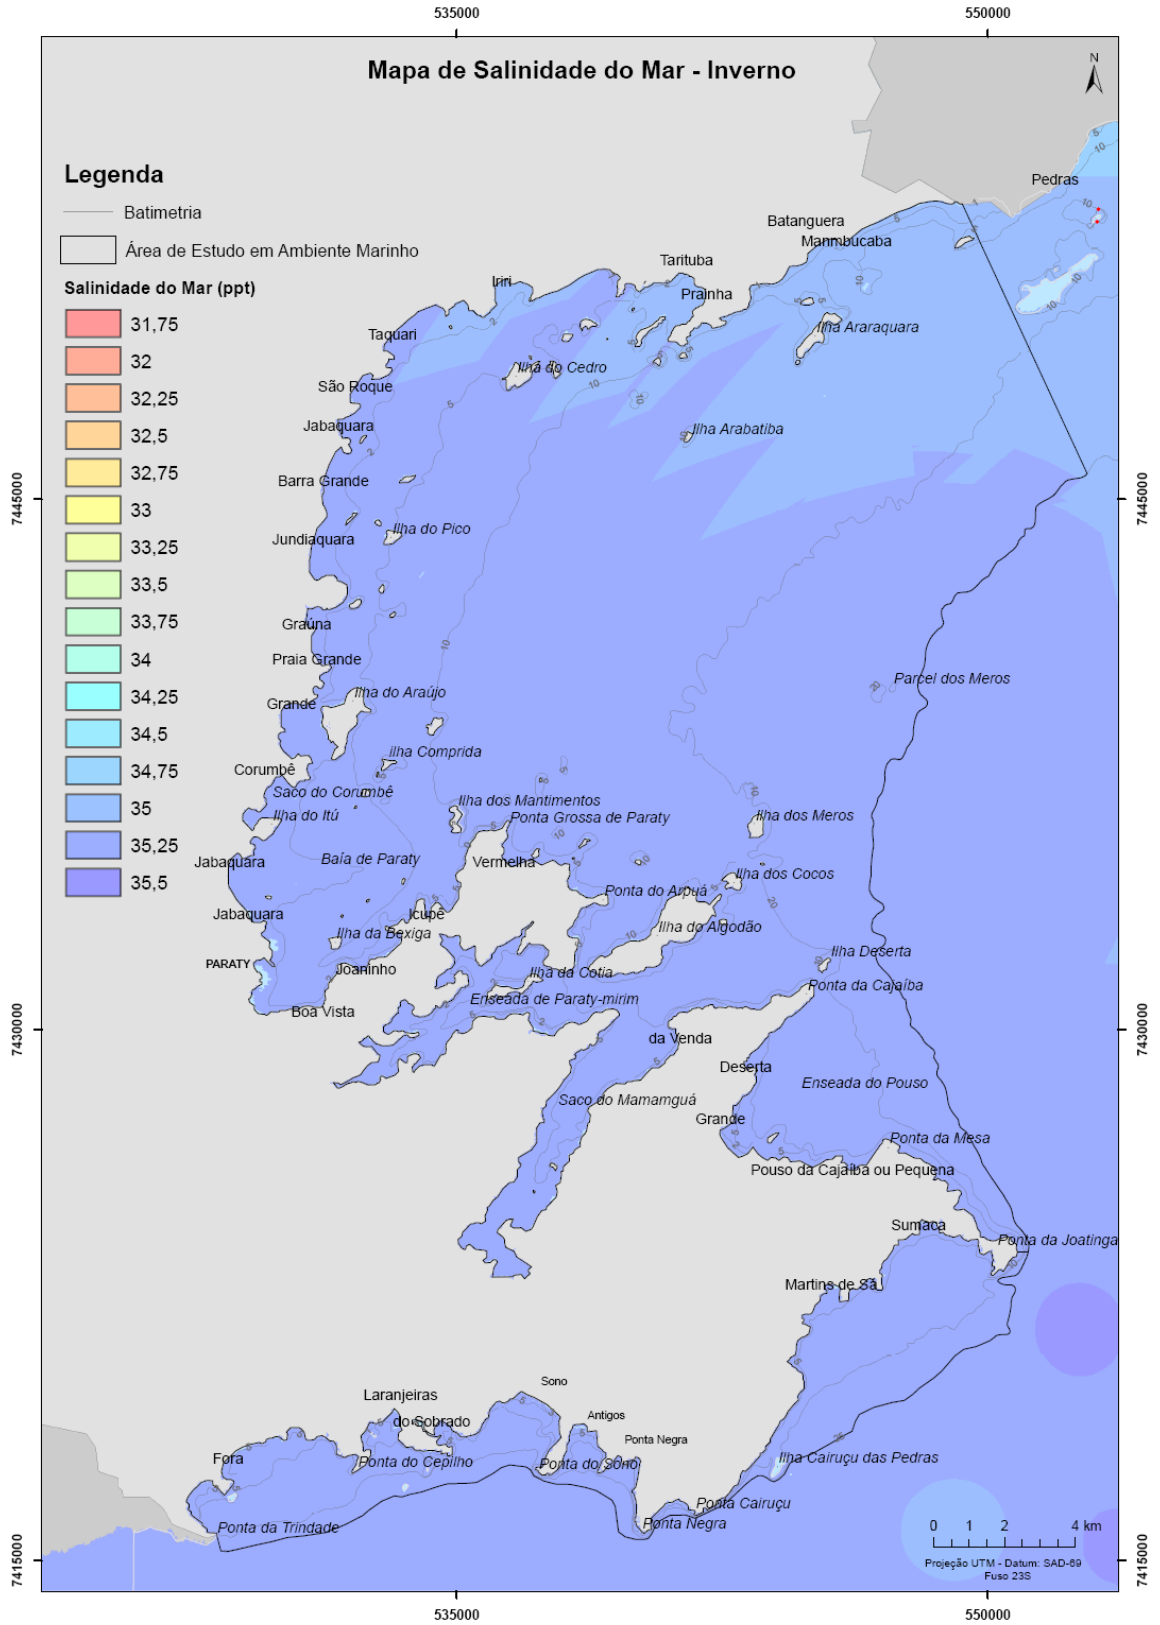 535000
550000
Mapa de Salinidade do Mar - Inverno
N
Legenda
Batimetria
Área de Estudo em Ambiente Marinho
Salinidade do Mar (ppt)
31,75
32
32,25
32,5
32,75
33
33,25
33,5
33,75
34
34,25
34,5
34,75
35
35,25
35,5
Pedras
Batanguera
Manmbucaba
Tarituba
Iriri
Prainha
Ilha Araraquara
Taquari
Ilha do Cedro
São Roque
Jabaquara
Ilha Arabatiba
Barra Grande
Ilha do Pico
Jundiaquara
Graúna
Praia Grande
Parcel dos Meros
Ilha do Araújo
Grande
ilha Comprida
Corumbê
Saco do Corumbê
Ilha dos Mantimentos
Ilha do Itú
Ponta Grossa de Paraty
Ilha dos Meros
Baía de Paraty
Jabaquara
Vermelha
Ilha dos Cocos
Ponta do Arpuá
Jabaquara
Icupê
Ilha da Bexiga
Ilha do Algodão
Ilha Deserta
PARATY
Joaninho
Ilha da Cotia
Ponta da Cajaíba
Enseada de Paraty-mirim
Boa Vista
da Venda
Deserta
Enseada do Pouso
Saco do Mamamguá
Grande
Ponta da Mesa
Pouso da Cajaíba ou Pequena
Sumaca
Ponta da Joatinga
Martins de Sá
Sono
Laranjeiras
Antigos
do Sobrado
Ponta Negra
Fora
Ponta do Cepilho
Ponta do Sono
Ilha Cairuçu das Pedras
Ponta Cairuçu
Ponta da Trindade
Ponta Negra
0 1 2 4 km
Projeção UTM - Datum: SAD-69
Fuso 23S
7445000
7430000
7415000
7445000
7430000
7415000
535000
550000